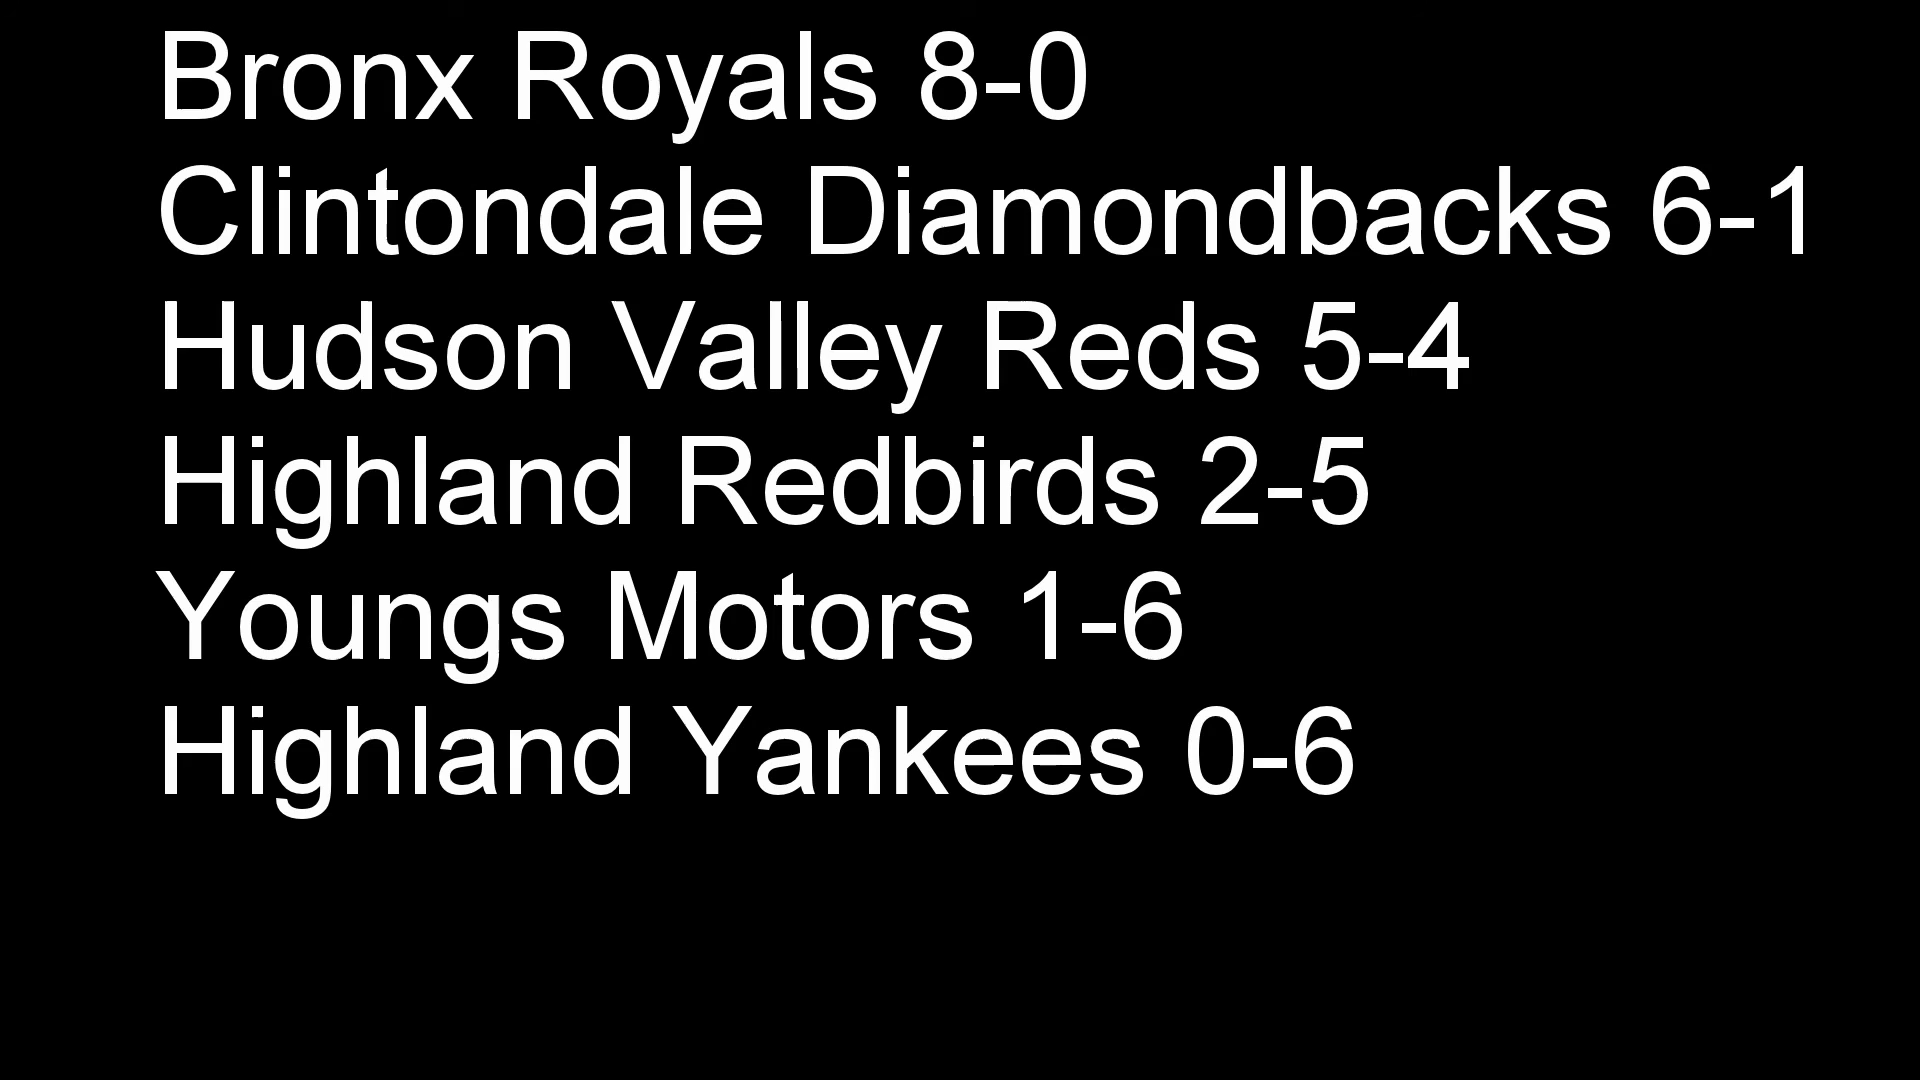 Bronx Royals 8-0
Clintondale Diamondbacks 6-1
Hudson Valley Reds 5-4
Highland Redbirds 2-5
Youngs Motors 1-6
Highland Yankees 0-6